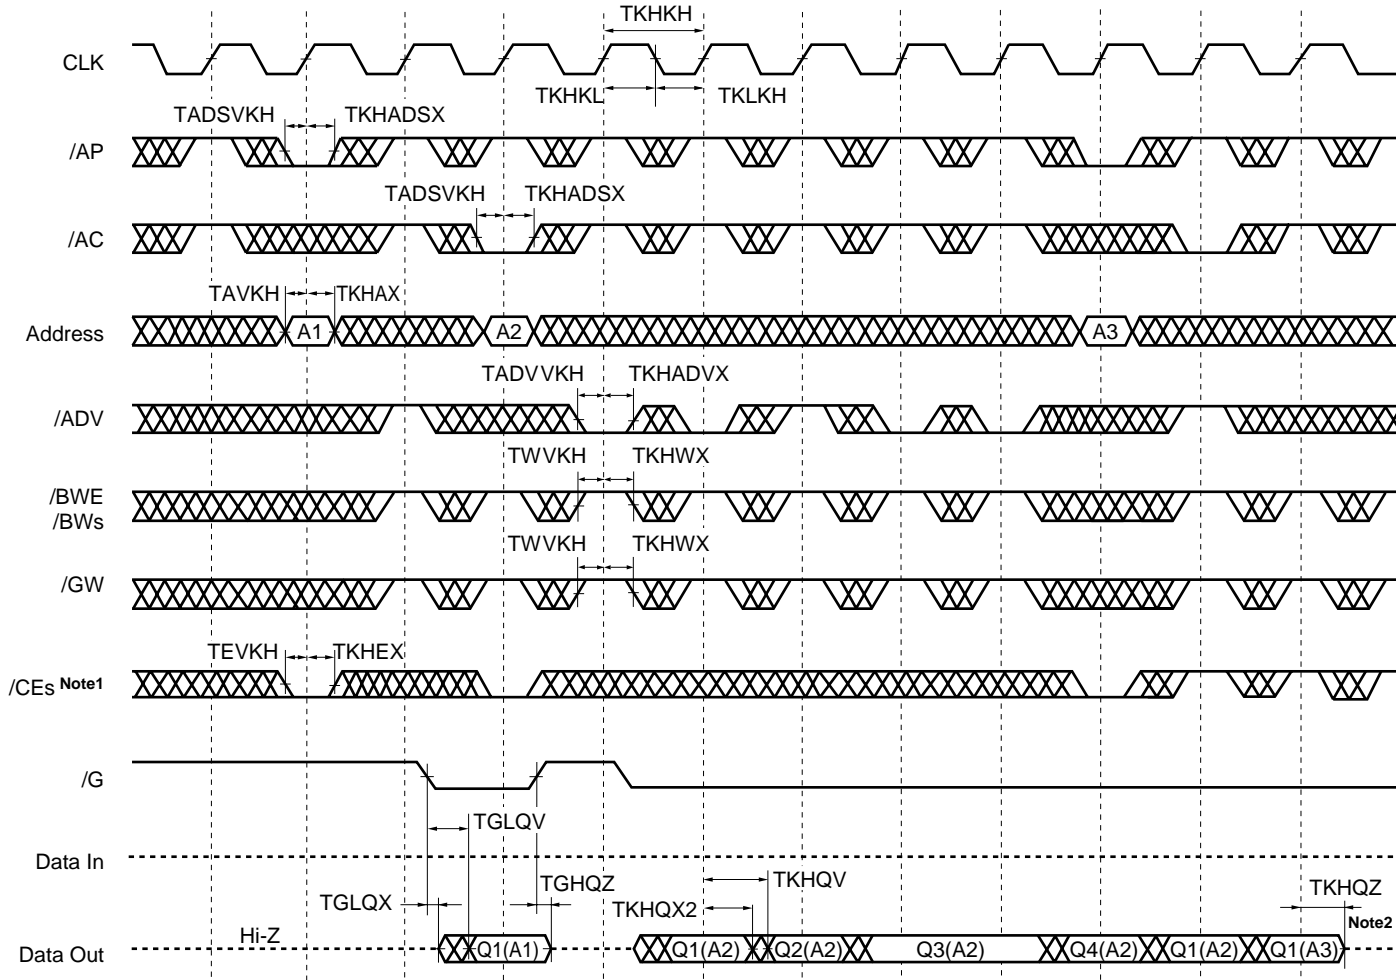 TKHKH
CLK
TKHKL TKLKH
TADSVKH TKHADSX
/AP
TADSVKH TKHADSX
/AC
TAVKH TKHAX
Address A1 A2 A3
TADVVKH TKHADVX
/ADV
TWVKH TKHWX
/BWE
/BWs
TWVKH TKHWX
/GW
TEVKH TKHEX
/CEs Note1
/G
TGLQV
Data In
TGHQZ TKHQV TKHQZ
TGLQX TKHQX2
Hi-Z Note2
Data Out Q1(A1) Q1(A2) Q2(A2) Q3(A2) Q4(A2) Q1(A2) Q1(A3)